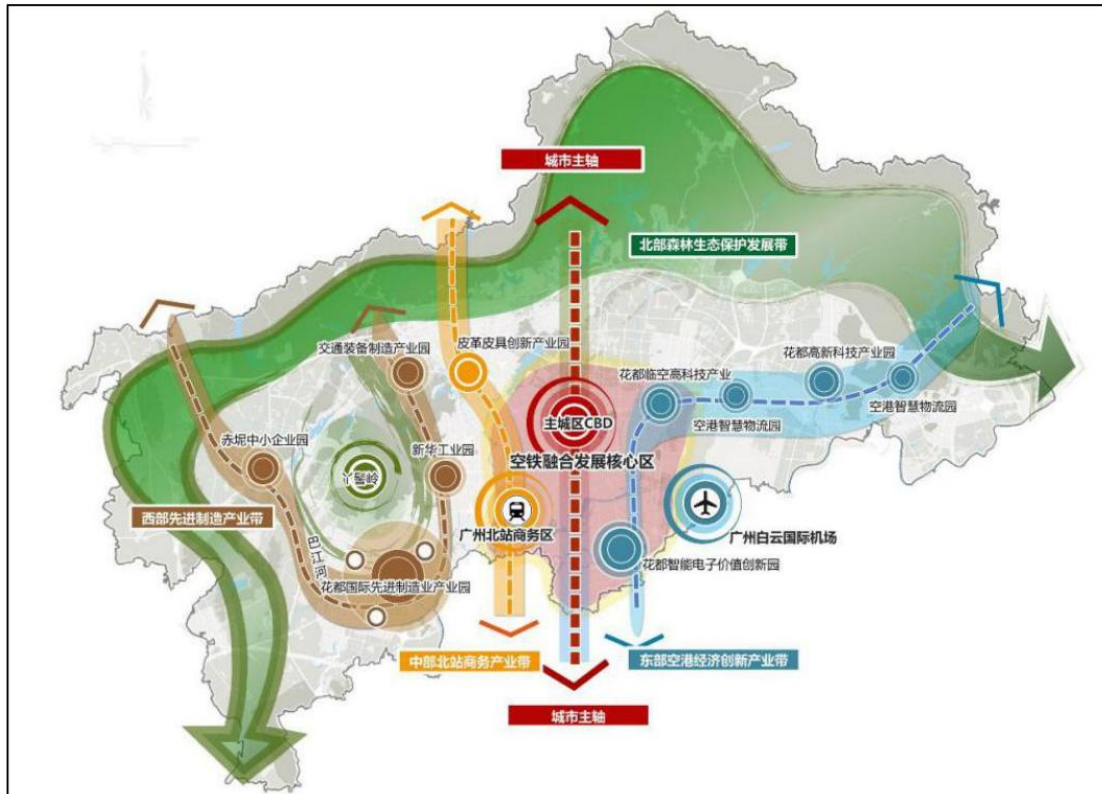 城市主轴
北部森林生态保护发展带
交通装备制造产业园
皮革皮具创新产业园
花都临空高科技产业
花都高新科技产业园
空港智慧物流园
空港智慧物流园
主城区CBD
空铁融合发展核心区
赤坭中小企业园
丫髻岭
新华工业园
西部先进制造产业带
巴江河
广州北站商务区
广州白云国际机场
花都智能电子价值创新园
花都国际先进制造业产业园
中部北站商务产业带
东部空港经济创新产业带
城市主轴